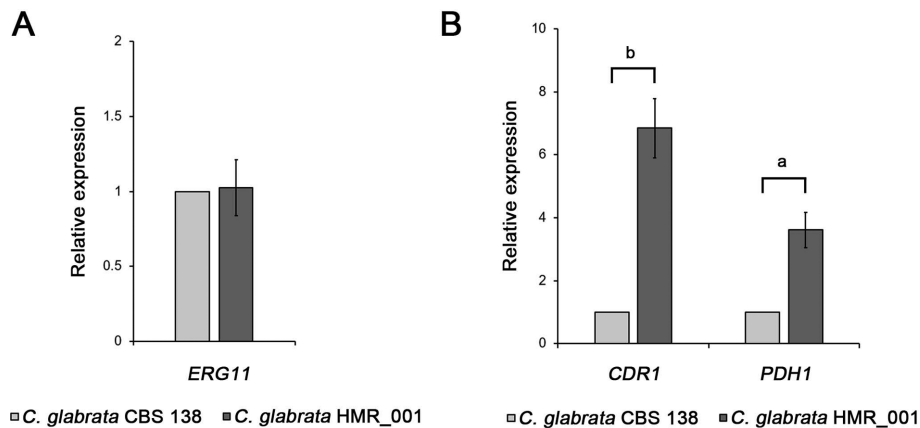 A
Relative expression
2
1.5
1
0.5
0
ERG11
C. glabrata CBS 138 C. glabrata HMR_001
B
Relative expression
10
8
6
4
2
0
b
a
CDR1 PDH1
C. glabrata CBS 138 C. glabrata HMR_001